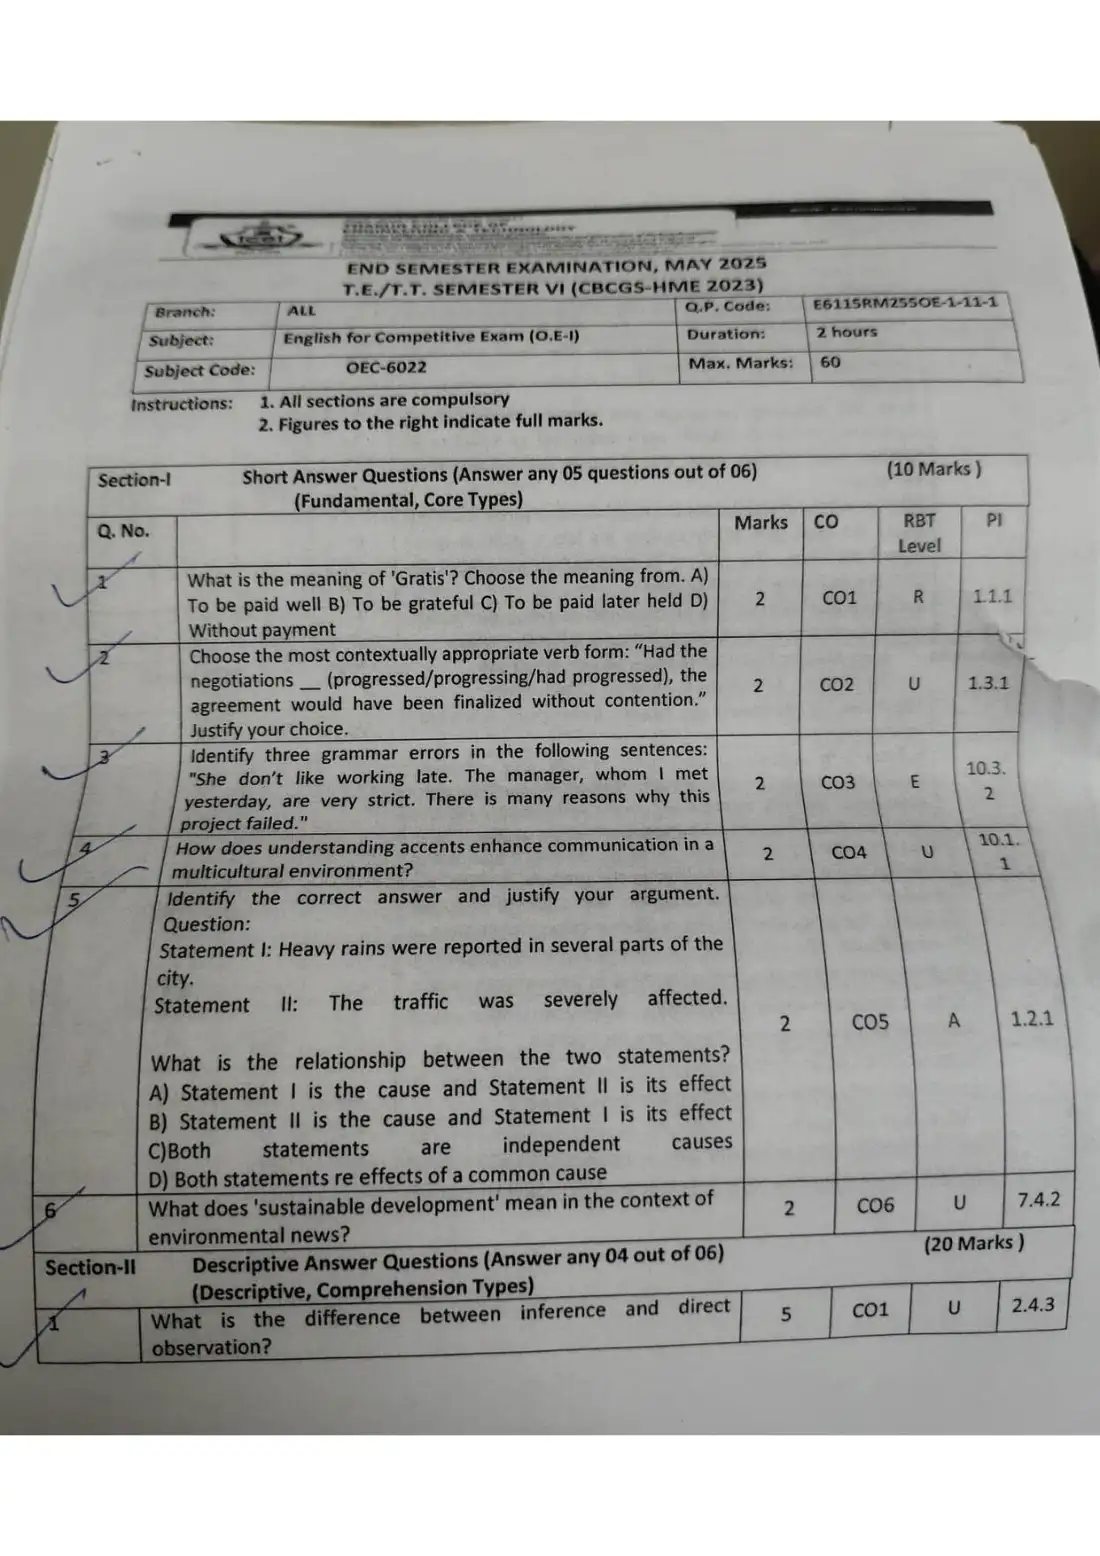 tcet
COLLEGE OF
ENGINEERING & TECHNOLOGY
END SEMESTER EXAMINATION, MAY 2025
T.E./T.T. SEMESTER VI (CBCGS-HME 2023)
Branch: ALL Q.P. Code: E6115RM255OE-1-11-1
Subject: English for Competitive Exam (O.E-I) Duration: 2 hours
Subject Code: OEC-6022 Max. Marks: 60
Instructions: 1. All sections are compulsory
2. Figures to the right indicate full marks.
Section-I Short Answer Questions (Answer any 05 questions out of 06) (10 Marks )
(Fundamental, Core Types)
Q. No. Marks CO RBT Level PI
1 What is the meaning of 'Gratis'? Choose the meaning from. A)
To be paid well B) To be grateful C) To be paid later held D) 2 CO1 R 1.1.1
Without payment
2 Choose the most contextually appropriate verb form: “Had the
negotiations __ (progressed/progressing/had progressed), the 2 CO2 U 1.3.1
agreement would have been finalized without contention.”
Justify your choice.
3 Identify three grammar errors in the following sentences:
"She don’t like working late. The manager, whom I met 2 CO3 E 10.3.2
yesterday, are very strict. There is many reasons why this
project failed."
4 How does understanding accents enhance communication in a 2 CO4 U 10.1.1
multicultural environment?
5 Identify the correct answer and justify your argument.
Question:
Statement I: Heavy rains were reported in several parts of the
city.
Statement II: The traffic was severely affected.
2 CO5 A 1.2.1
What is the relationship between the two statements?
A) Statement I is the cause and Statement II is its effect
B) Statement II is the cause and Statement I is its effect
C)Both statements are independent causes
D) Both statements re effects of a common cause
6 What does 'sustainable development' mean in the context of 2 CO6 U 7.4.2
environmental news?
Section-II Descriptive Answer Questions (Answer any 04 out of 06) (20 Marks )
(Descriptive, Comprehension Types)
1 What is the difference between inference and direct 5 CO1 U 2.4.3
observation?